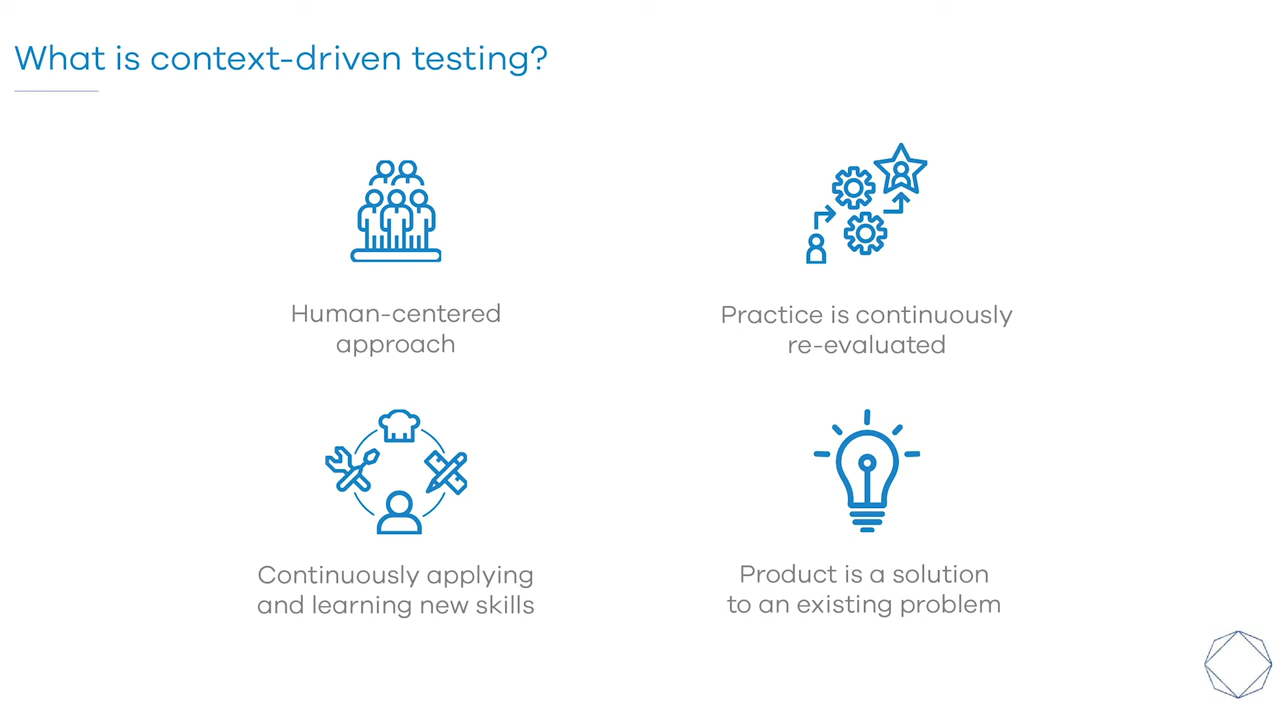 What is context-driven testing?
Human-centered
approach
Practice is continuously
re-evaluated
Continuously applying
and learning new skills
Product is a solution
to an existing problem